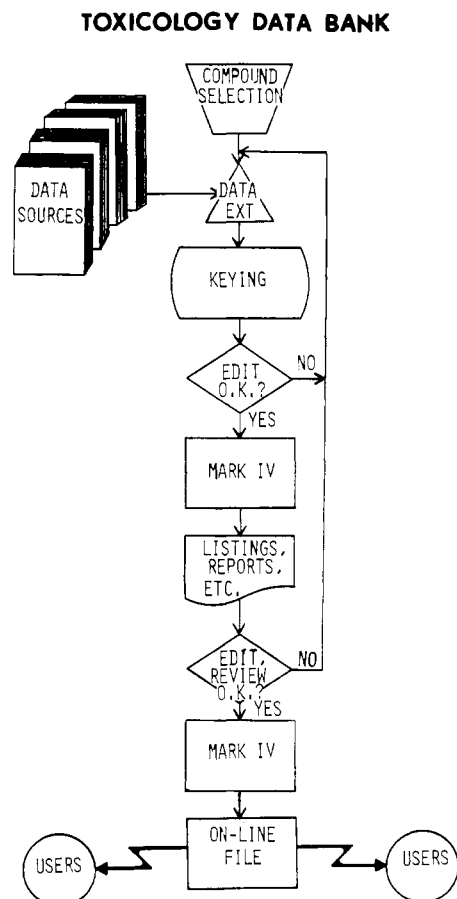 TOXICOLOGY DATA BANK
COMPOUND
SELECTION
DATA
SOURCES
DATA
EXT
KEYING
EDIT
O.K.?
NO
YES
MARK IV
LISTINGS,
REPORTS,
ETC.
EDIT,
REVIEW
O.K.?
NO
YES
MARK IV
ON-LINE
FILE
USERS
USERS